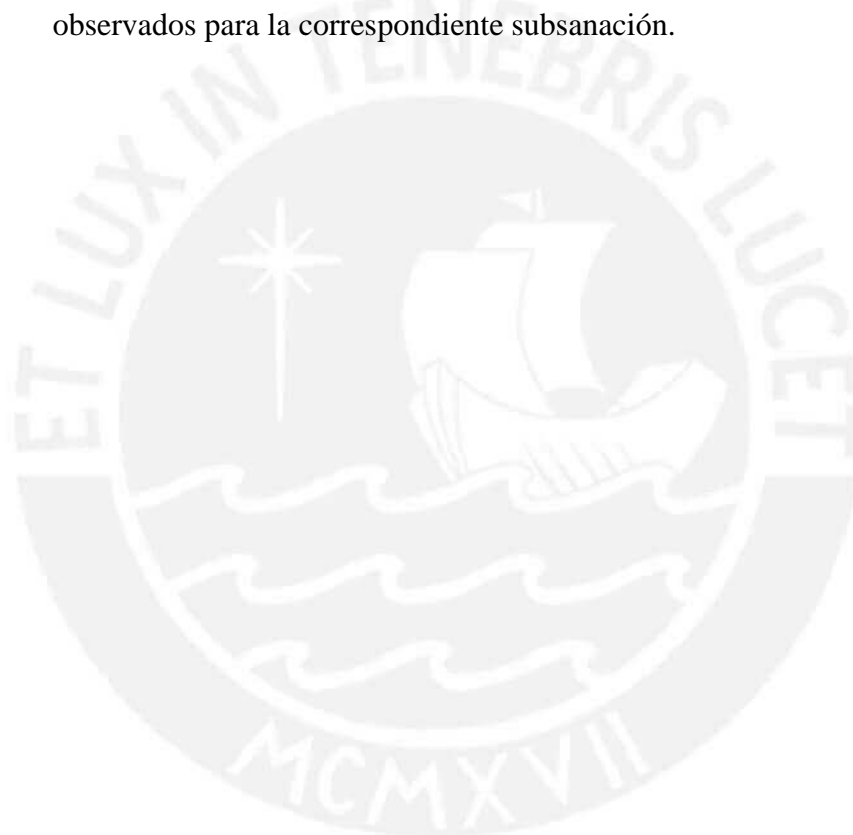 observados para la correspondiente subsanación.
ET LUX IN TENEBRIS LUCET
MCMXVII